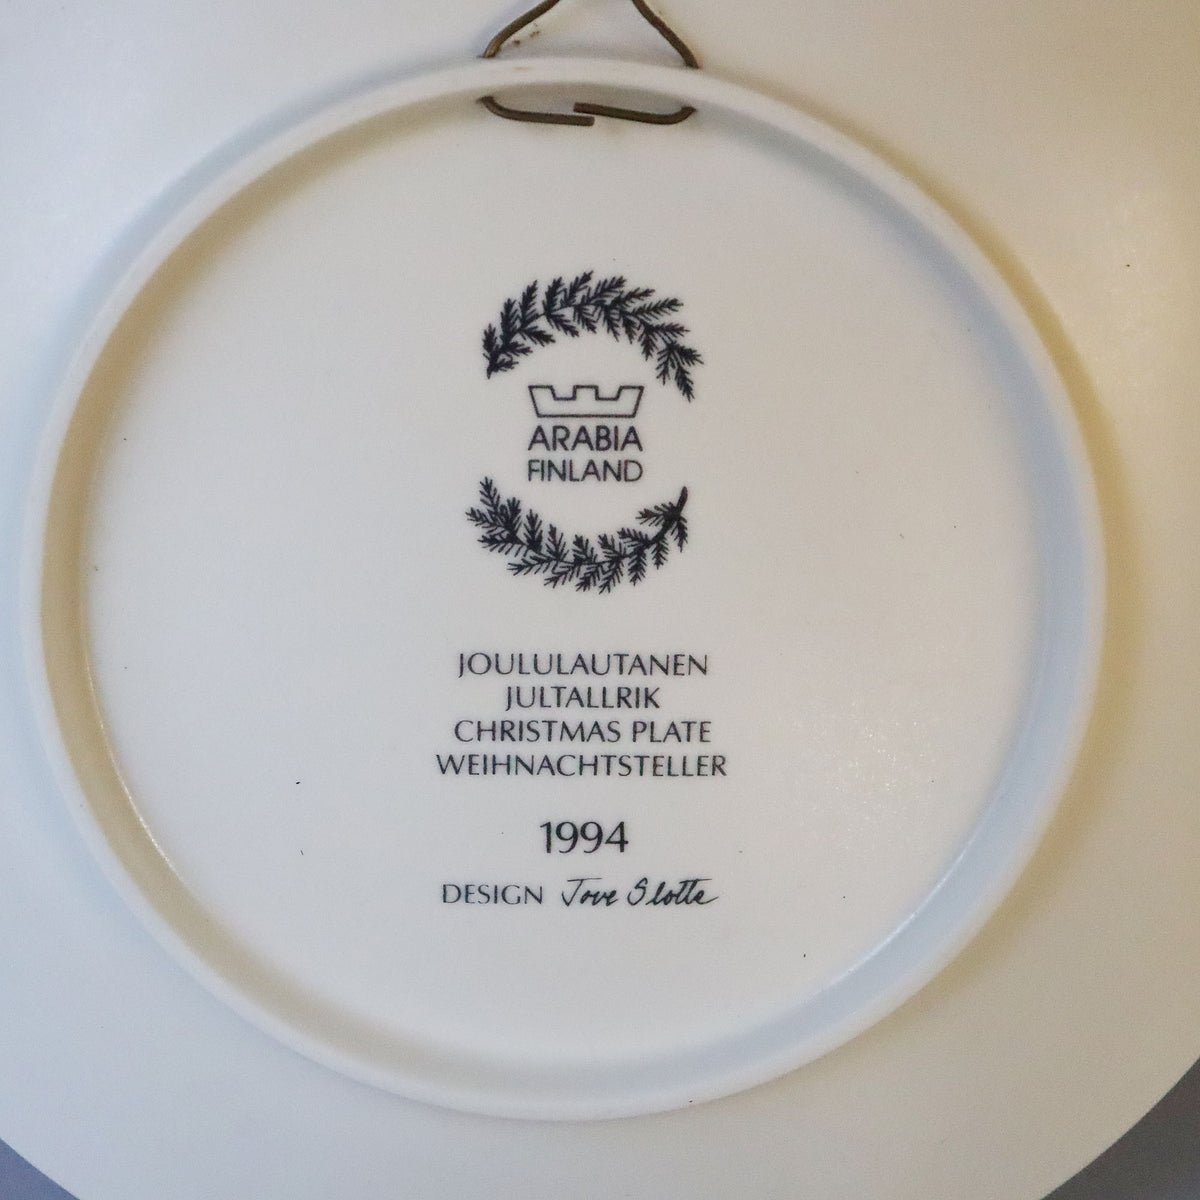 ARABIA
FINLAND
JOULULAUTANEN
JULTALLRIK
CHRISTMAS PLATE
WEIHNACHTSTELLER
1994
DESIGN Tove Slotte